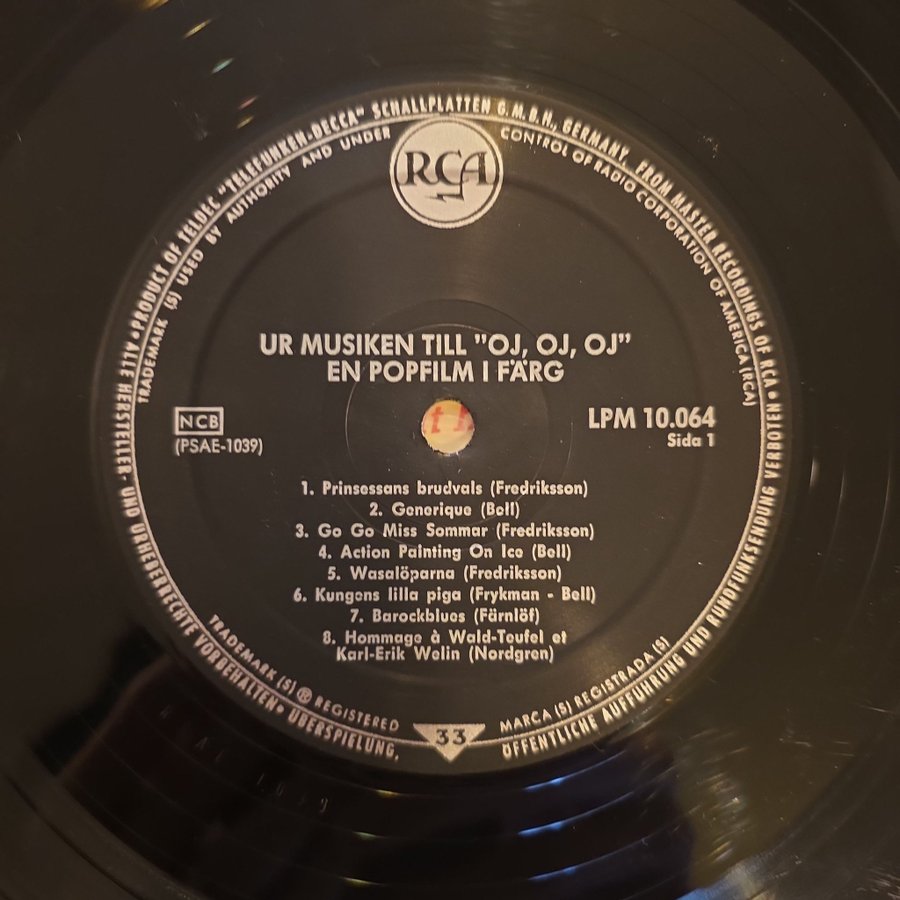 • PRODUCT OF TELDEC "TELEFUNKEN-DECCA" SCHALLPLATTEN G.M.B.H, GERMANY, FROM MASTER RECORDINGS OF RCA •
TRADEMARK (S) USED BY AUTHORITY AND UNDER CONTROL OF RADIO CORPORATION OF AMERICA (RCA)
RCA
UR MUSIKEN TILL "OJ, OJ, OJ"
EN POPFILM I FÄRG
NCB
(PSAE-1039)
LPM 10.064
Sida 1
1. Prinsessans brudvals (Fredriksson)
2. Generique (Bell)
3. Go Go Miss Sommar (Fredriksson)
4. Action Painting On Ice (Bell)
5. Wasalöparna (Fredriksson)
6. Kungens lilla piga (Frykman - Bell)
7. Barockblues (Färnlöf)
8. Hommage à Wald-Teufel et
Karl-Erik Welin (Nordgren)
TRADEMARK (S) ® REGISTERED
33
MARCA (S) REGISTRADA (S)
ALLE HERSTELLER- UND URHEBERRECHTE VORBEHALTEN • ÜBERSPIELUNG,
ÖFFENTLICHE AUFFÜHRUNG UND RUNDFUNKSENDUNG VERBOTEN